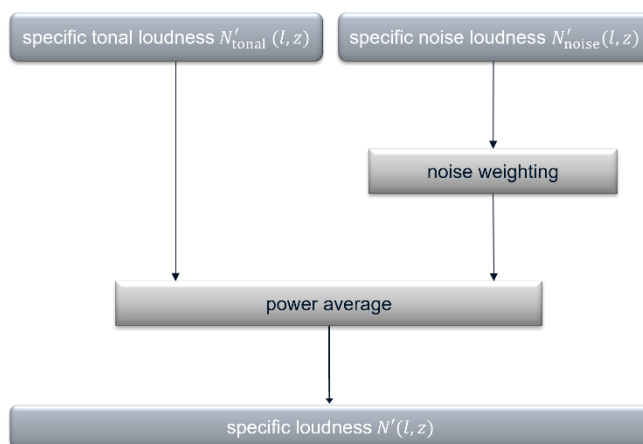 specific tonal loudness N′tonal (l, z)
specific noise loudness N′noise(l, z)
noise weighting
power average
specific loudness N′(l, z)